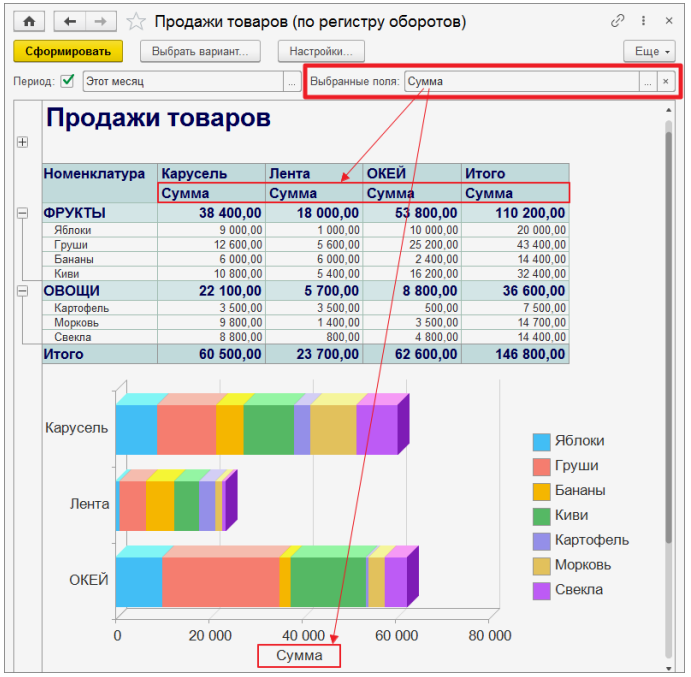 Продажи товаров (по регистру оборотов)
Сформировать Выбрать вариант... Настройки... Еще
Период: Этот месяц ... Выбранные поля: Сумма ... ×
Продажи товаров
Номенклатура Карусель Лента ОКЕЙ Итого
Сумма Сумма Сумма Сумма
ФРУКТЫ 38 400,00 18 000,00 53 800,00 110 200,00
Яблоки 9 000,00 1 000,00 10 000,00 20 000,00
Груши 12 600,00 5 600,00 25 200,00 43 400,00
Бананы 6 000,00 6 000,00 2 400,00 14 400,00
Киви 10 800,00 5 400,00 16 200,00 32 400,00
ОВОЩИ 22 100,00 5 700,00 8 800,00 36 600,00
Картофель 3 500,00 3 500,00 500,00 7 500,00
Морковь 9 800,00 1 400,00 3 500,00 14 700,00
Свекла 8 800,00 800,00 4 800,00 14 400,00
Итого 60 500,00 23 700,00 62 600,00 146 800,00
Карусель
Лента
ОКЕЙ
Яблоки
Груши
Бананы
Киви
Картофель
Морковь
Свекла
0 20 000 40 000 60 000 80 000
Сумма